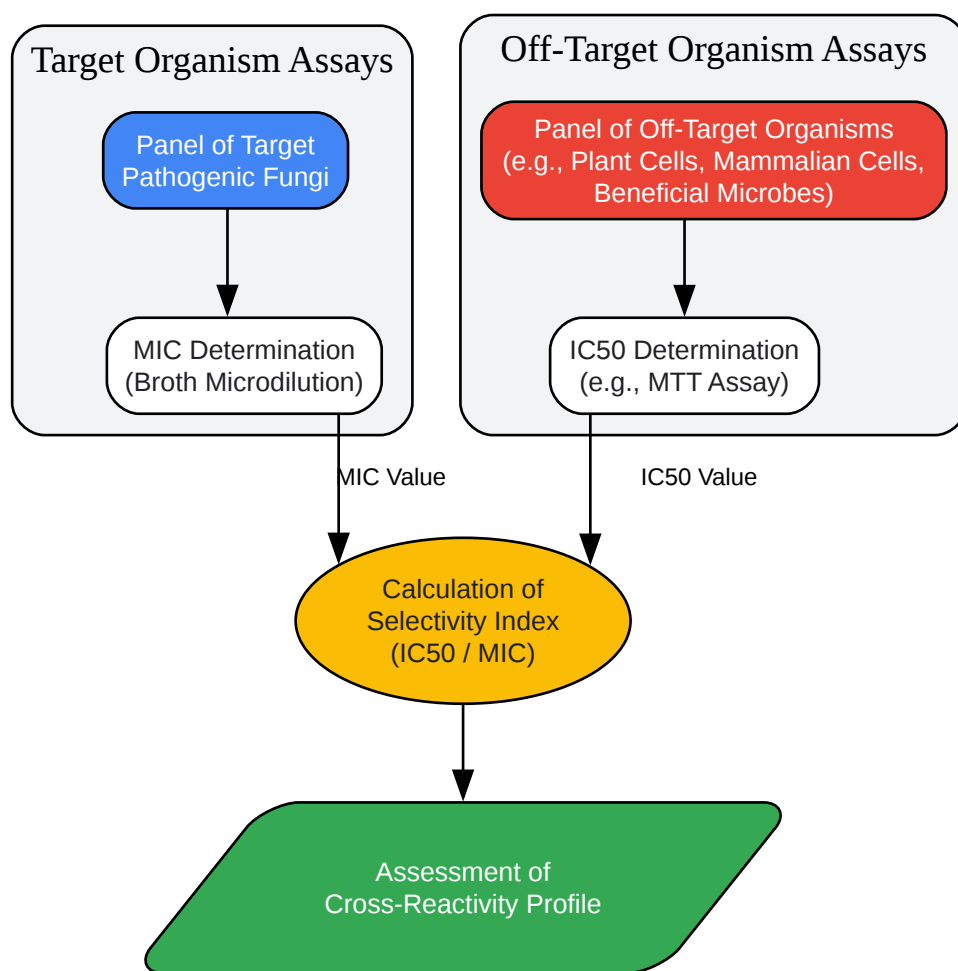 Target Organism Assays
Panel of Target
Pathogenic Fungi
MIC Determination
(Broth Microdilution)
Off-Target Organism Assays
Panel of Off-Target Organisms
(e.g., Plant Cells, Mammalian Cells,
Beneficial Microbes)
IC50 Determination
(e.g., MTT Assay)
MIC Value
IC50 Value
Calculation of
Selectivity Index
(IC50 / MIC)
Assessment of
Cross-Reactivity Profile